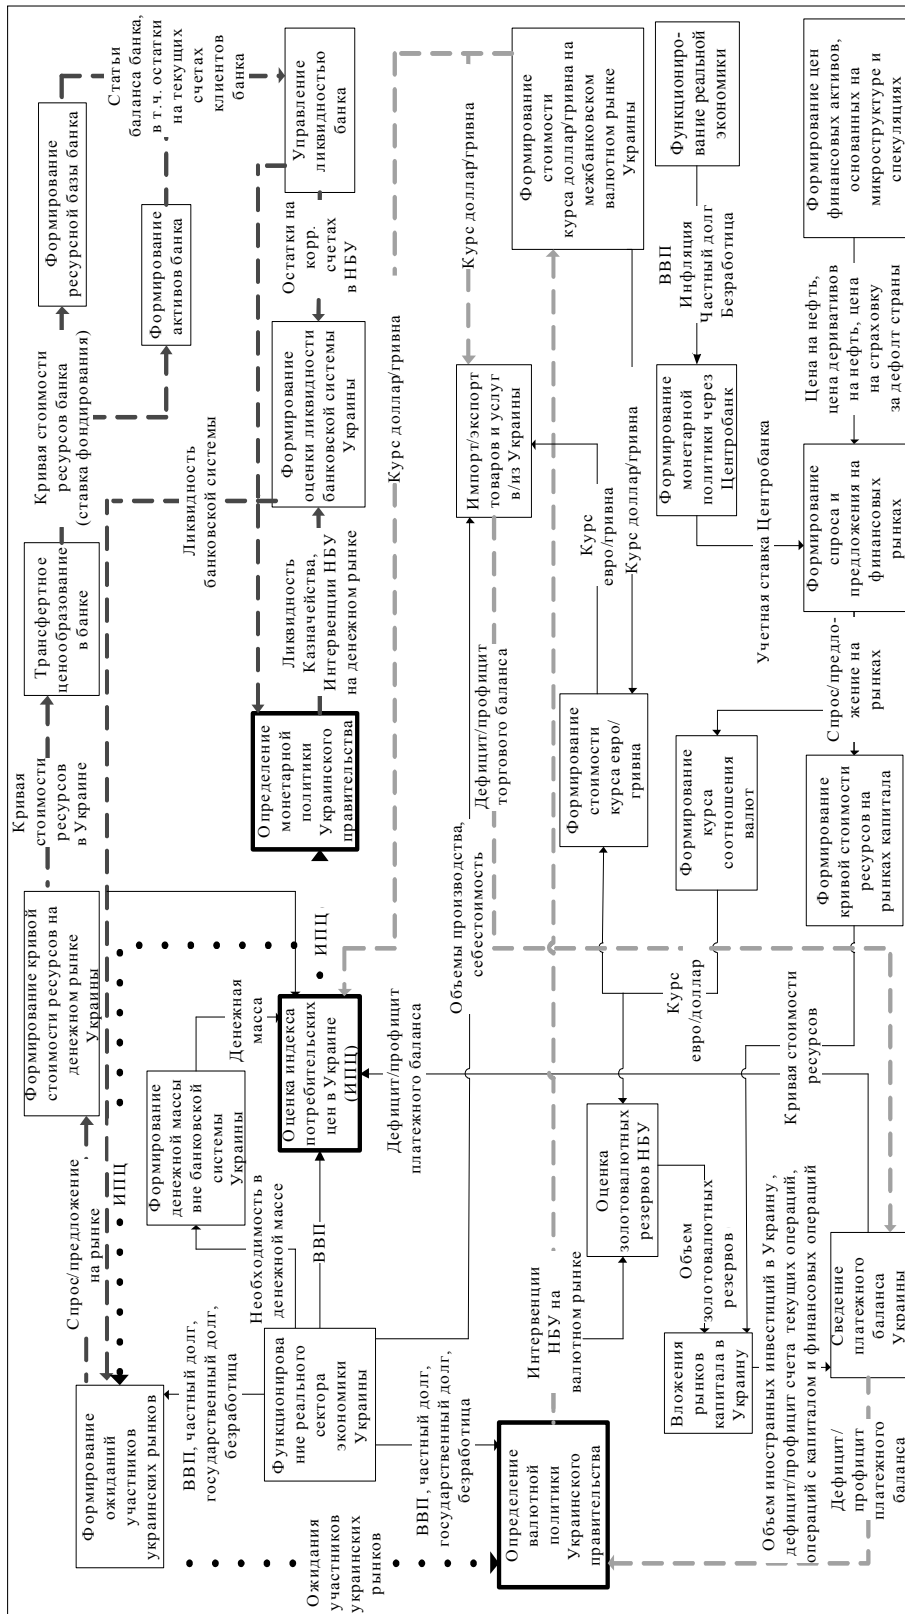 Формирование
ожиданий
участников
украинских рынков
Спрос/предложение
на рынке
ИПЦ
Формирование кривой
стоимости ресурсов на
денежном рынке
Украины
Кривая
стоимости
ресурсов
в Украине
Трансфертное
ценообразование
в банке
Кривая стоимости
ресурсов банка
(ставка фондирования)
Формирование
ресурсной базы банка
Формирование
активов банка
Статьи
баланса банка,
в т.ч. остатки
на текущих
счетах
клиентов
банка
Управление
ликвидностью
банка
Остатки на
корр.
счетах
в НБУ
Ликвидность
банковской системы
Формирование
оценки ликвидности
банковской системы
Украины
Ликвидность
Казначейства,
Интервенции НБУ
на денежном рынке
Определение
монетарной
политики
Украинского
правительства
ИПЦ
Формирование
денежной массы
вне банковской
системы
Украины
Денежная
масса
Оценка индекса
потребительских
цен в Украине
(ИПЦ)
Необходимость в
денежной массе
ВВП
ВВП, частный долг,
государственный долг,
безработица
Функционирова
ние реального
сектора
экономики
Украины
ВВП, частный долг,
государственный долг,
безработица
Ожидания
участников
украинских
рынков
Определение
валютной
политики
Украинского
правительства
Дефицит/профицит
платежного баланса
Объемы производства,
себестоимость
Дефицит/профицит
торгового баланса
Курс доллар/гривна
Курс доллар/гривна
Импорт/экспорт
товаров и услуг
в/из Украины
Формирование
стоимости
курса доллар/гривна на
межбанковском
валютном рынке
Украины
Курс
евро/гривна
Курс доллар/гривна
Формирование
стоимости
курса евро/
гривна
Интервенции
НБУ на
валютном рынке
Оценка
золотовалютных
резервов НБУ
Объем
золотовалютных
резервов
Вложения
рынков
капитала в
Украину
Курс
евро/доллар
Формирование
курса
соотношения
валют
Функциониро-
вание реальной
экономики
ВВП
Инфляция
Частный долг
Безработица
Формирование
монетарной
политики через
Центробанк
Учетная ставка Центробанка
Формирование цен
финансовых активов,
основанных на
микроструктуре и
спекуляциях
Цена на нефть,
цена деривативов
на нефть, цена
на страховку
за дефолт страны
Формирование
спроса и
предложения на
финансовых
рынках
Спрос/предло-
жение на
рынках
Формирование
кривой стоимости
ресурсов на
рынках капитала
Кривая стоимости
ресурсов
Объем иностранных инвестиций в Украину,
дефицит/профицит счета текущих операций,
операций с капиталом и финансовых операций
Сведение
платежного
баланса
Украины
Дефицит/
профицит
платежного
баланса